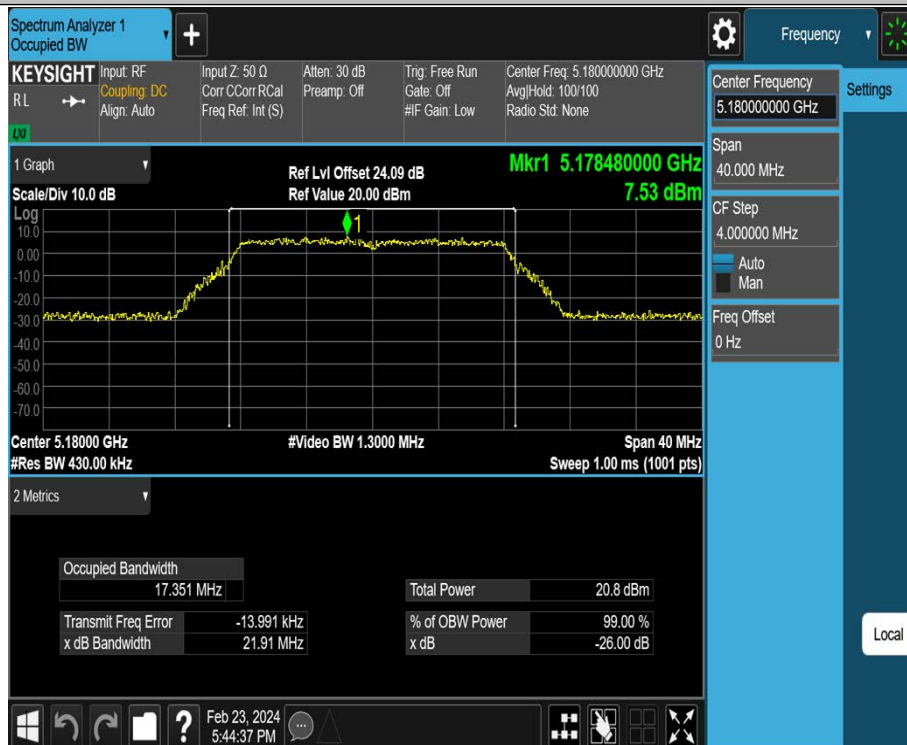 Spectrum Analyzer 1
Occupied BW
+
Frequency
KEYSIGHT
RL
LXI
Input: RF
Coupling: DC
Align: Auto
Input Z: 50 Ω
Corr CCorr RCal
Freq Ref: Int (S)
Atten: 30 dB
Preamp: Off
Trig: Free Run
Gate: Off
#IF Gain: Low
Center Freq: 5.180000000 GHz
Avg|Hold: 100/100
Radio Std: None
Center Frequency
5.180000000 GHz
Settings
Span
40.000 MHz
CF Step
4.000000 MHz
Auto
Man
Freq Offset
0 Hz
1 Graph
Scale/Div 10.0 dB
Ref Lvl Offset 24.09 dB
Ref Value 20.00 dBm
Mkr1 5.178480000 GHz
7.53 dBm
Log
1
10.0
0.00
-10.0
-20.0
-30.0
-40.0
-50.0
-60.0
-70.0
Center 5.18000 GHz
#Res BW 430.00 kHz
#Video BW 1.3000 MHz
Span 40 MHz
Sweep 1.00 ms (1001 pts)
2 Metrics
Occupied Bandwidth
17.351 MHz
Total Power 20.8 dBm
Transmit Freq Error -13.991 kHz
% of OBW Power 99.00 %
x dB Bandwidth 21.91 MHz
x dB -26.00 dB
Local
?
Feb 23, 2024
5:44:37 PM